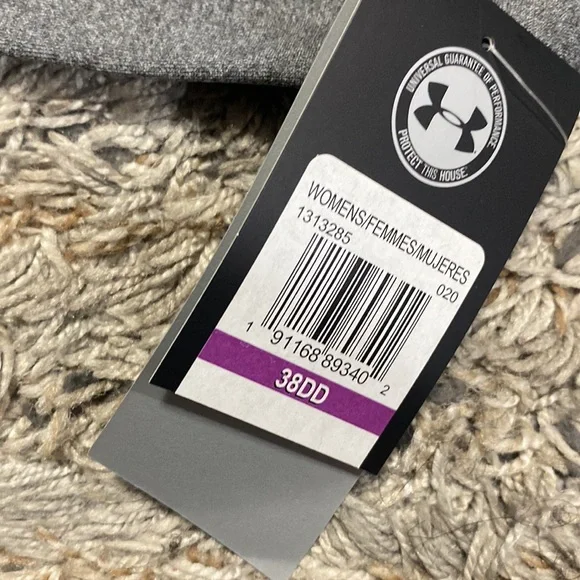 UNIVERSAL GUARANTEE OF PERFORMANCE
PROTECT THIS HOUSE.
WOMENS/FEMMES/MUJERES
1313285
020
1 91168 89340 2
38DD